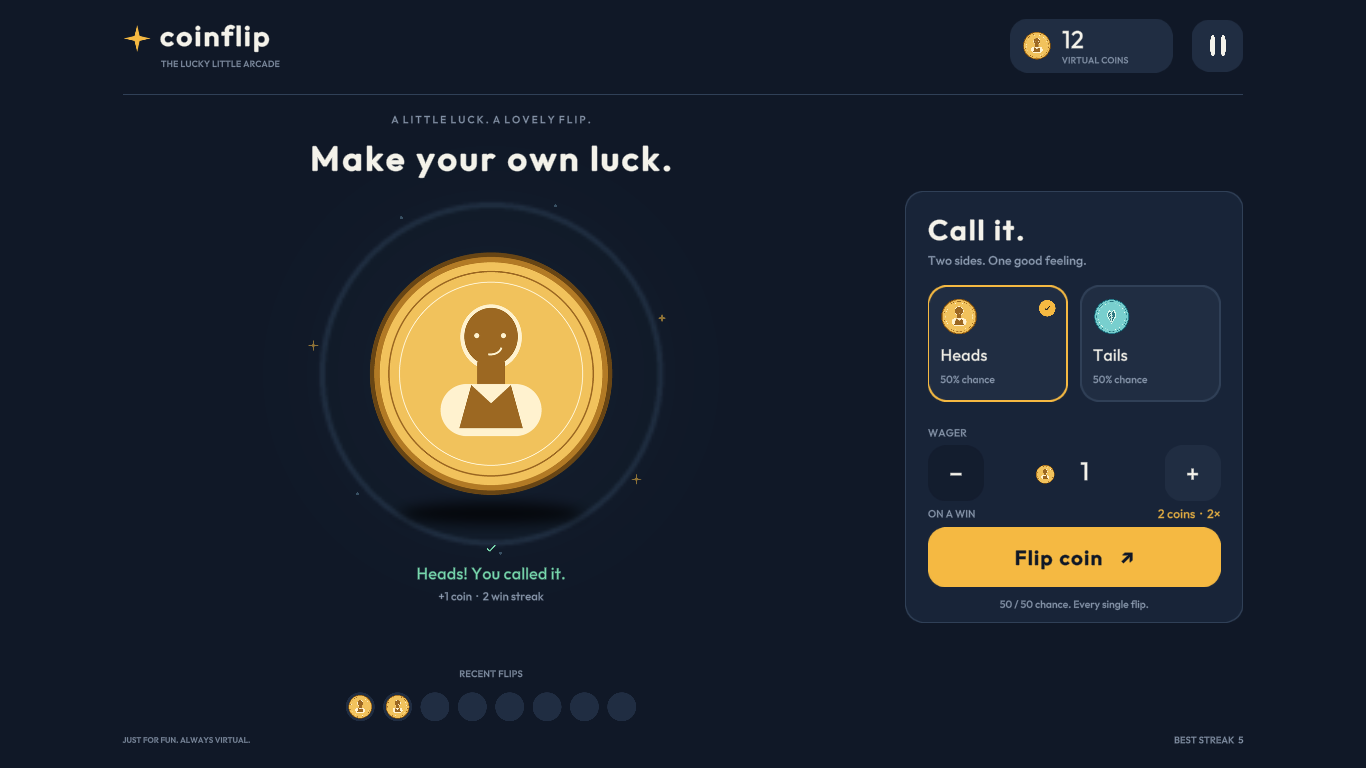 coinflip
THE LUCKY LITTLE ARCADE
12
VIRTUAL COINS
A LITTLE LUCK. A LOVELY FLIP.
Make your own luck.
Call it.
Two sides. One good feeling.
Heads
50% chance
Tails
50% chance
WAGER
− 1 +
ON A WIN
2 coins · 2×
Flip coin ↗
50 / 50 chance. Every single flip.
Heads! You called it.
+1 coin · 2 win streak
RECENT FLIPS
JUST FOR FUN. ALWAYS VIRTUAL.
BEST STREAK 5